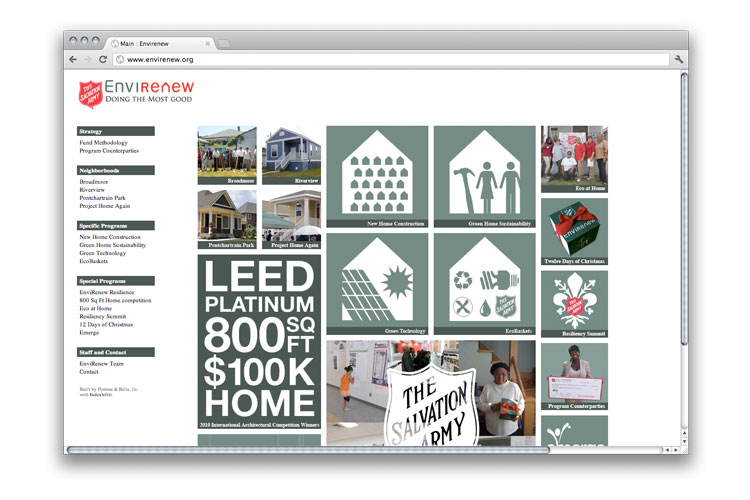 Main : Envirenew
www.envirenew.org
THE SALVATION ARMY
ENVIRENEW
DOING THE MOST GOOD
Strategy
Fund Methodology
Program Counterparties
Neighborhoods
Broadmoor
Riverview
Pontchartrain Park
Project Home Again
Specific Programs
New Home Construction
Green Home Sustainability
Green Technology
EcoBaskets
Special Programs
EnviRenew Resilience
800 Sq Ft Home competition
Eco at Home
Resiliency Summit
12 Days of Christmas
Emerge
Staff and Contact
EnviRenew Team
Contact
Built by Pomme & Bella, llc.
with Indexhibit.
Broadmoor
Riverview
Pontchartrain Park
Project Home Again
LEED
PLATINUM
800 SQ FT
$100K
HOME
2010 International Architectural Competition Winners
New Home Construction
Green Home Sustainability
Green Technology
THE SALVATION ARMY
EcoBaskets
THE
SALVATION
ARMY
Eco at Home
ENVIRENEW
Twelve Days of Christmas
Resiliency Summit
Program Counterparties
emerge